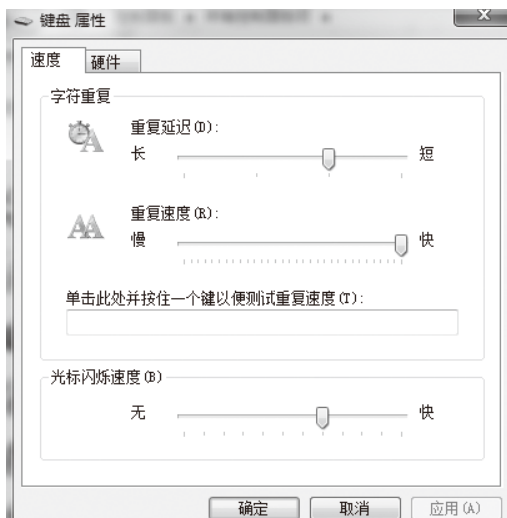 键盘 属性
速度 硬件
字符重复
重复延迟(D):
长 短
重复速度(R):
慢 快
单击此处并按住一个键以便测试重复速度(T):
光标闪烁速度(B)
无 快
确定 取消 应用(A)